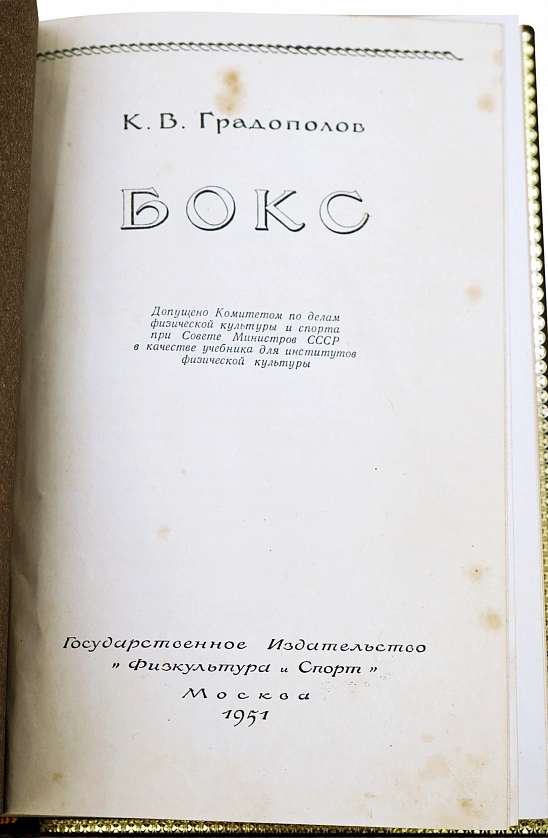 К. В. Градополов
БОКС
Допущено Комитетом по делам
физической культуры и спорта
при Совете Министров СССР
в качестве учебника для институтов
физической культуры
Государственное Издательство
„ Физкультура и Спорт ”
Москва
1951